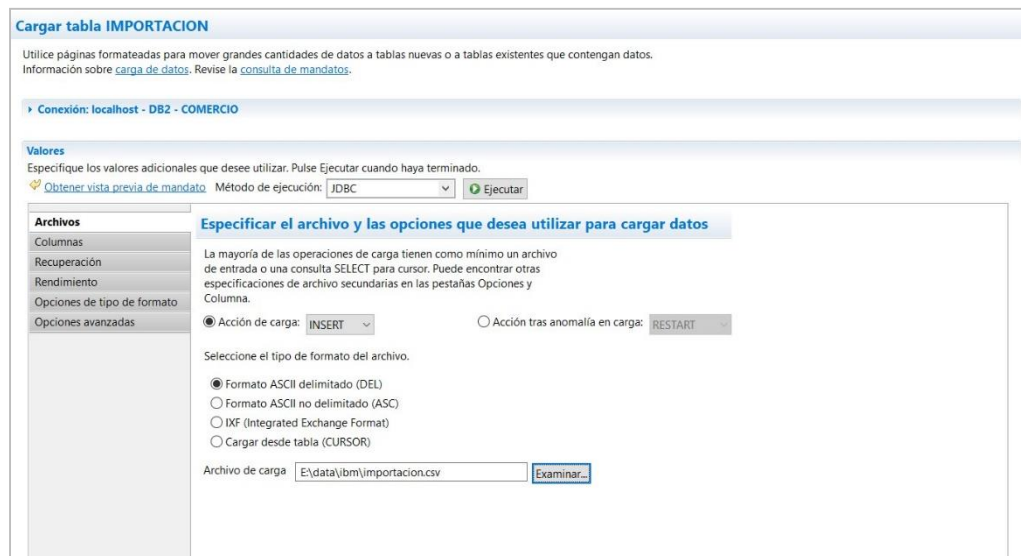 Cargar tabla IMPORTACION
Utilice páginas formateadas para mover grandes cantidades de datos a tablas nuevas o a tablas existentes que contengan datos.
Información sobre carga de datos. Revise la consulta de mandatos.
Conexión: localhost - DB2 - COMERCIO
Valores
Especifique los valores adicionales que desee utilizar. Pulse Ejecutar cuando haya terminado.
Obtener vista previa de mandato Método de ejecución: JDBC Ejecutar
Archivos
Columnas
Recuperación
Rendimiento
Opciones de tipo de formato
Opciones avanzadas
Especificar el archivo y las opciones que desea utilizar para cargar datos
La mayoría de las operaciones de carga tienen como mínimo un archivo
de entrada o una consulta SELECT para cursor. Puede encontrar otras
especificaciones de archivo secundarias en las pestañas Opciones y
Columna.
Acción de carga: INSERT Acción tras anomalía en carga: RESTART
Seleccione el tipo de formato del archivo.
Formato ASCII delimitado (DEL)
Formato ASCII no delimitado (ASC)
IXF (Integrated Exchange Format)
Cargar desde tabla (CURSOR)
Archivo de carga E:\data\ibm\importacion.csv Examinar...